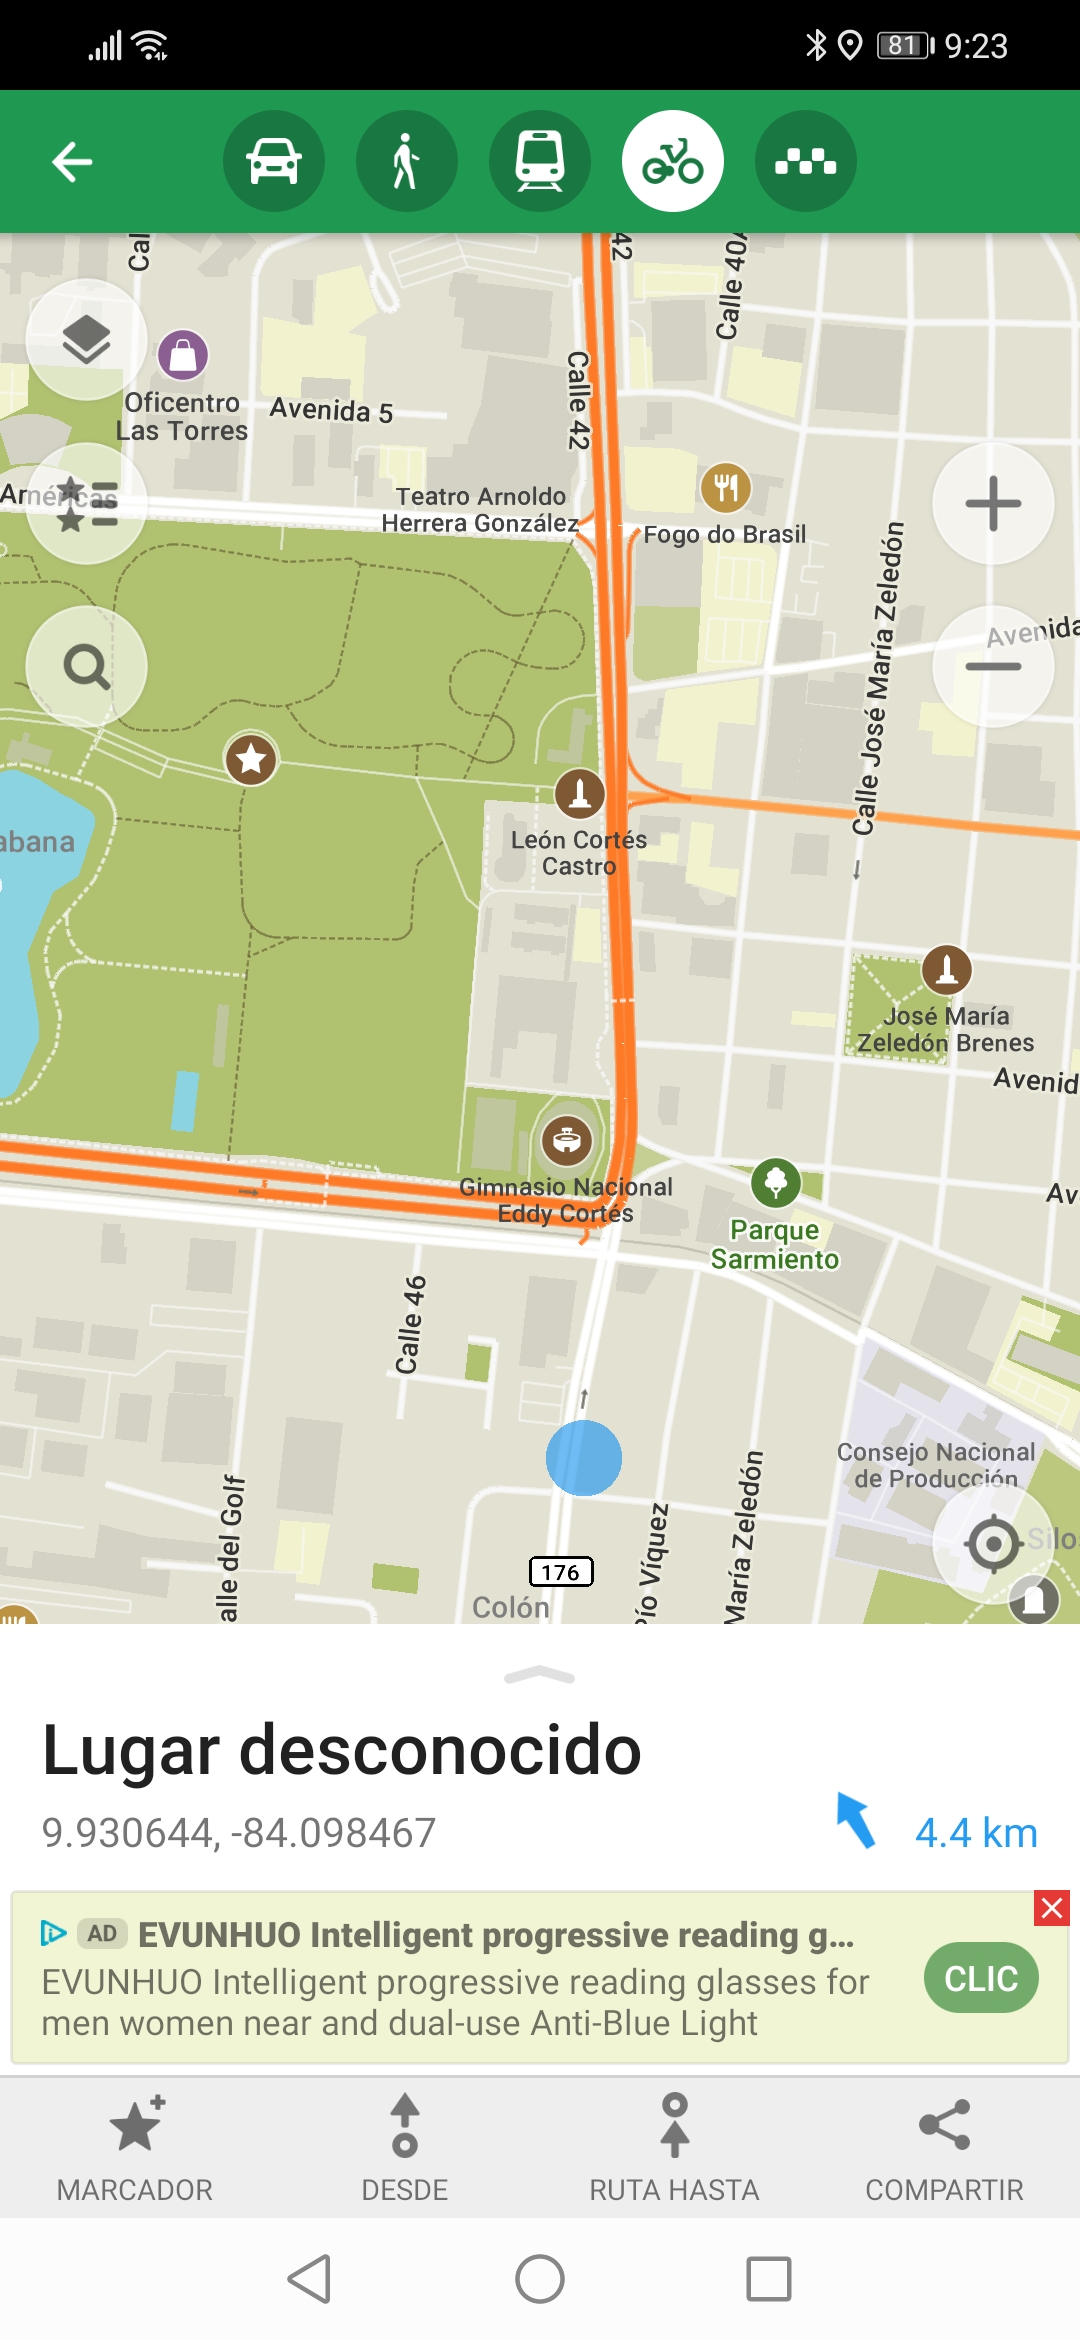 81 9:23
Cal
42
Calle 40A
Oficentro
Las Torres
Avenida 5
Calle 42
Américas
Teatro Arnoldo
Herrera González
Fogo do Brasil
Calle José María Zeledón
Avenida
abana
León Cortés
Castro
José María
Zeledón Brenes
Avenid
Gimnasio Nacional
Eddy Cortés
Av
Parque
Sarmiento
Calle 46
Consejo Nacional
de Producción
alle del Golf
Pío Víquez
María Zeledón
Silo
176
Colón
Lugar desconocido
9.930644, -84.098467
4.4 km
AD EVUNHUO Intelligent progressive reading g...
EVUNHUO Intelligent progressive reading glasses for
men women near and dual-use Anti-Blue Light
CLIC
MARCADOR
DESDE
RUTA HASTA
COMPARTIR